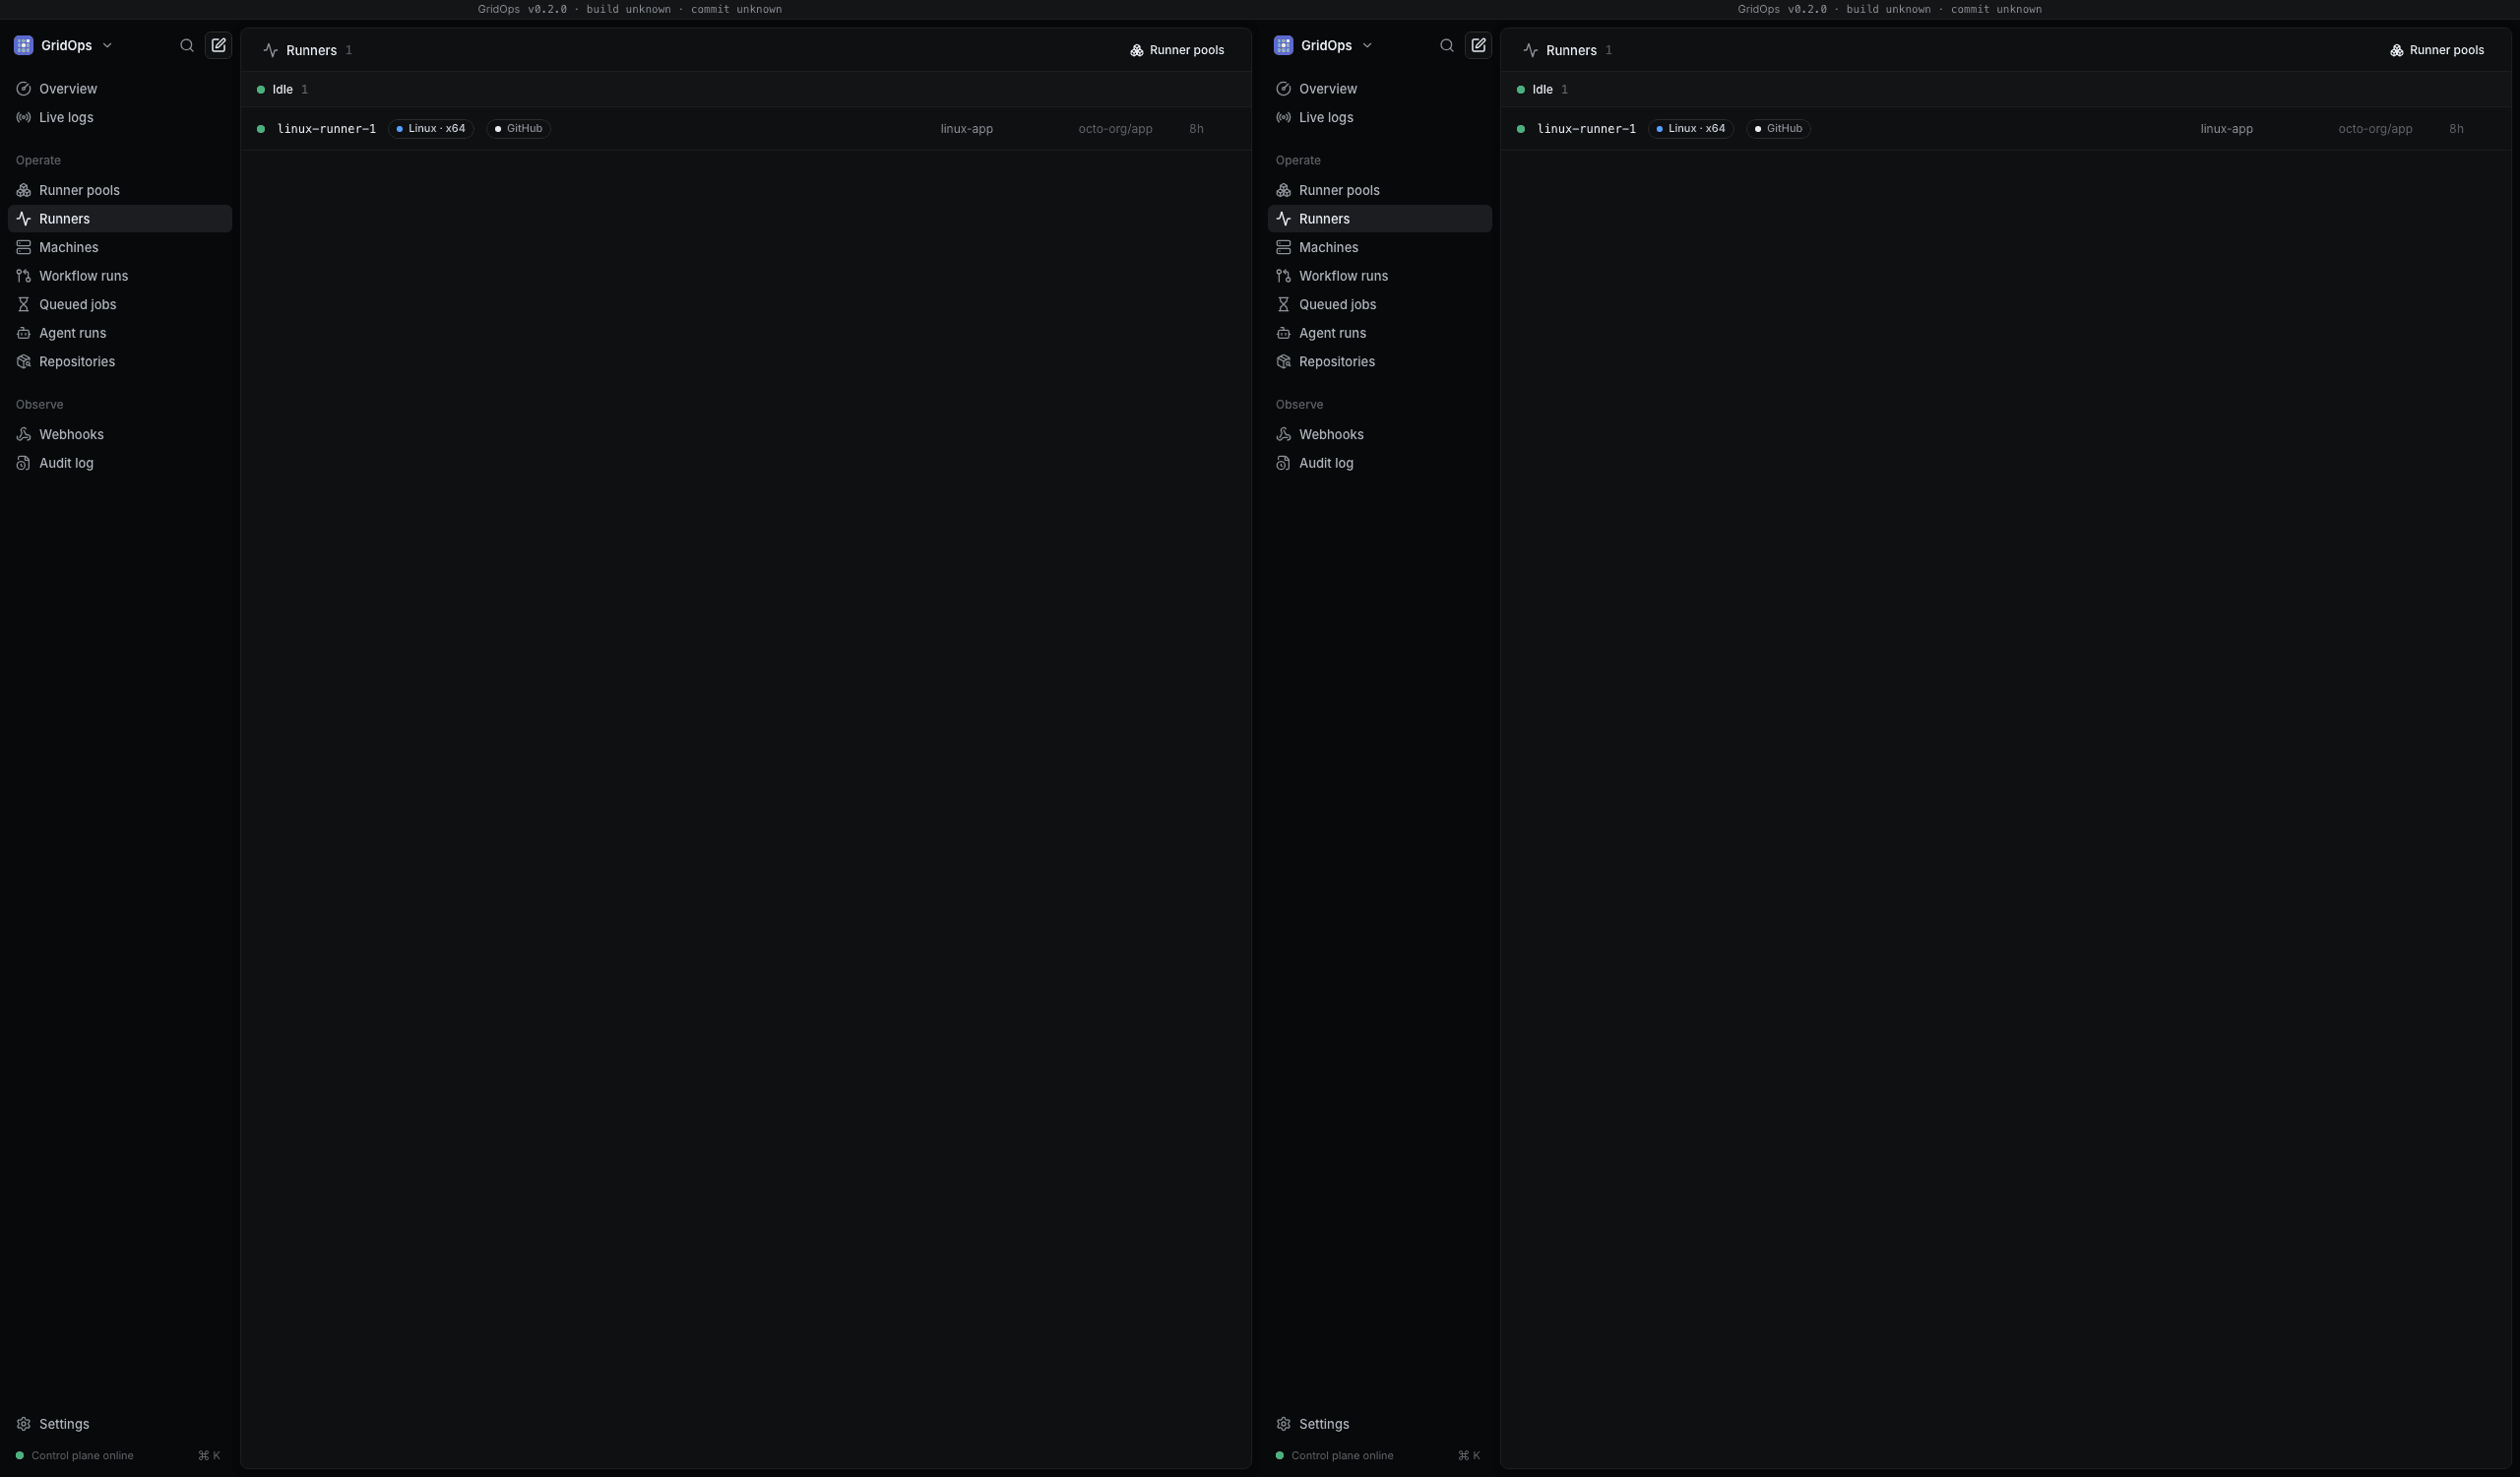 GridOps v0.2.0 · build unknown · commit unknown
GridOps
Overview
Live logs
Operate
Runner pools
Runners
Machines
Workflow runs
Queued jobs
Agent runs
Repositories
Observe
Webhooks
Audit log
Settings
Control plane online ⌘ K
Runners 1
Runner pools
Idle 1
linux-runner-1 Linux · x64 GitHub linux-app octo-org/app 8h
GridOps v0.2.0 · build unknown · commit unknown
GridOps
Overview
Live logs
Operate
Runner pools
Runners
Machines
Workflow runs
Queued jobs
Agent runs
Repositories
Observe
Webhooks
Audit log
Settings
Control plane online ⌘ K
Runners 1
Runner pools
Idle 1
linux-runner-1 Linux · x64 GitHub linux-app octo-org/app 8h